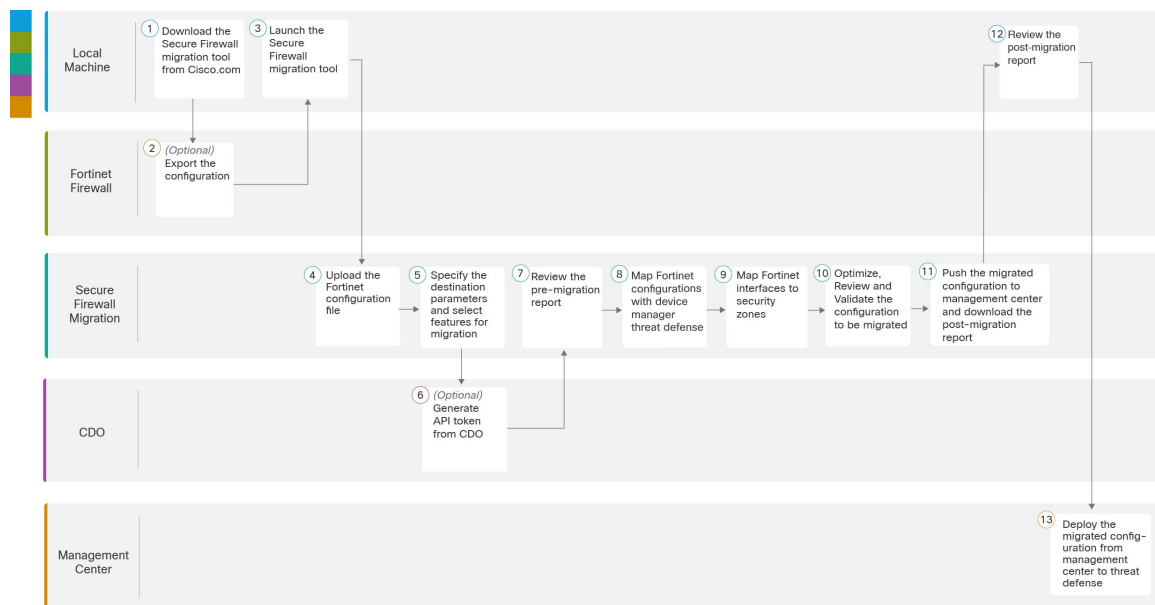 Local
Machine
1
Download the
Secure Firewall
migration tool
from Cisco.com
3
Launch the
Secure
Firewall
migration tool
12
Review the
post-migration
report
Fortinet
Firewall
2
(Optional)
Export the
configuration
Secure
Firewall
Migration
4
Upload the
Fortinet
configuration
file
5
Specify the
destination
parameters
and select
features for
migration
7
Review the
pre-migration
report
8
Map Fortinet
configurations
with device
manager
threat defense
9
Map Fortinet
interfaces to
security
zones
10
Optimize,
Review and
Validate the
configuration
to be migrated
11
Push the migrated
configuration to
management center
and download the
post-migration
report
CDO
6
(Optional)
Generate
API token
from CDO
Management
Center
13
Deploy the
migrated config-
uration from
management
center to threat
defense